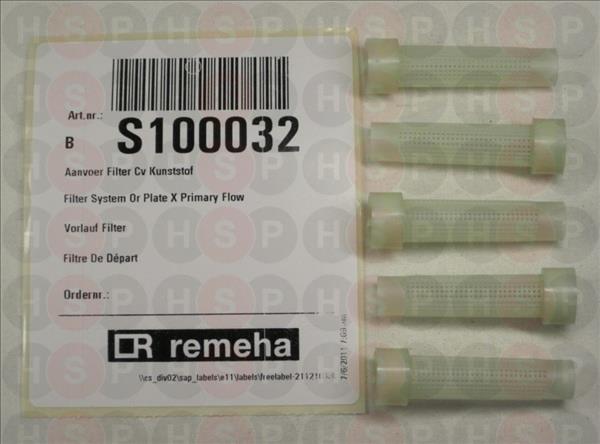 Art.nr.:
B S100032
Aanvoer Filter Cv Kunststof
Filter System Or Plate X Primary Flow
Vorlauf Filter
Filtre De Départ
Ordernr.:
remeha
HSP